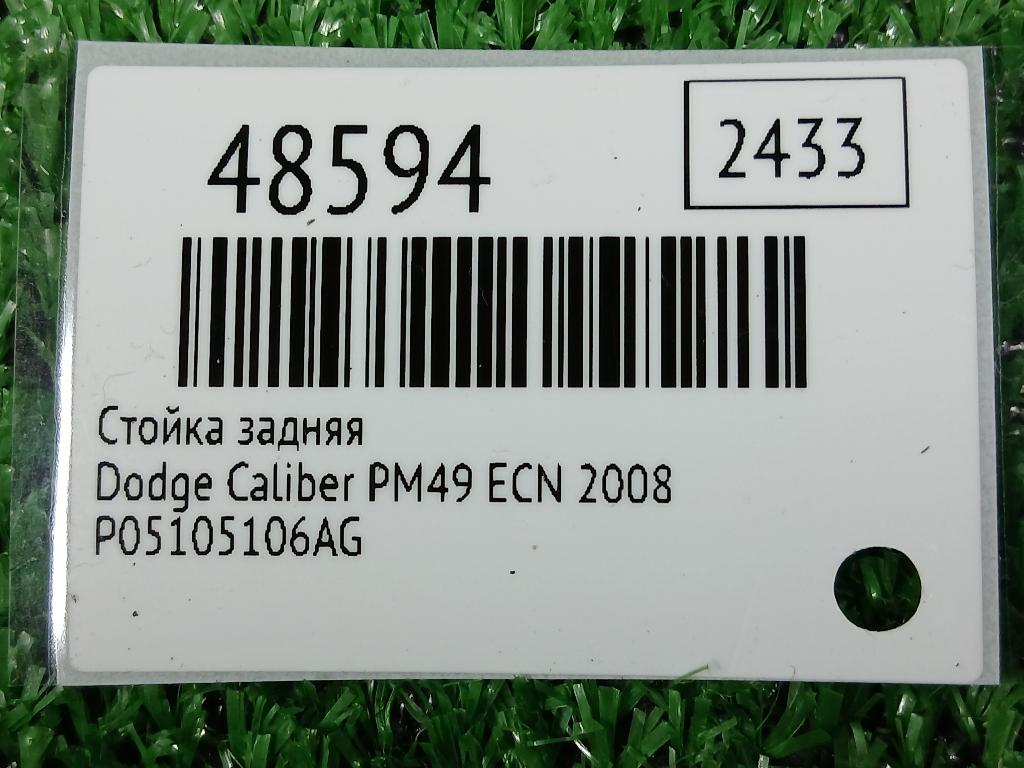 48594
2433
Стойка задняя
Dodge Caliber PM49 ECN 2008
P05105106AG